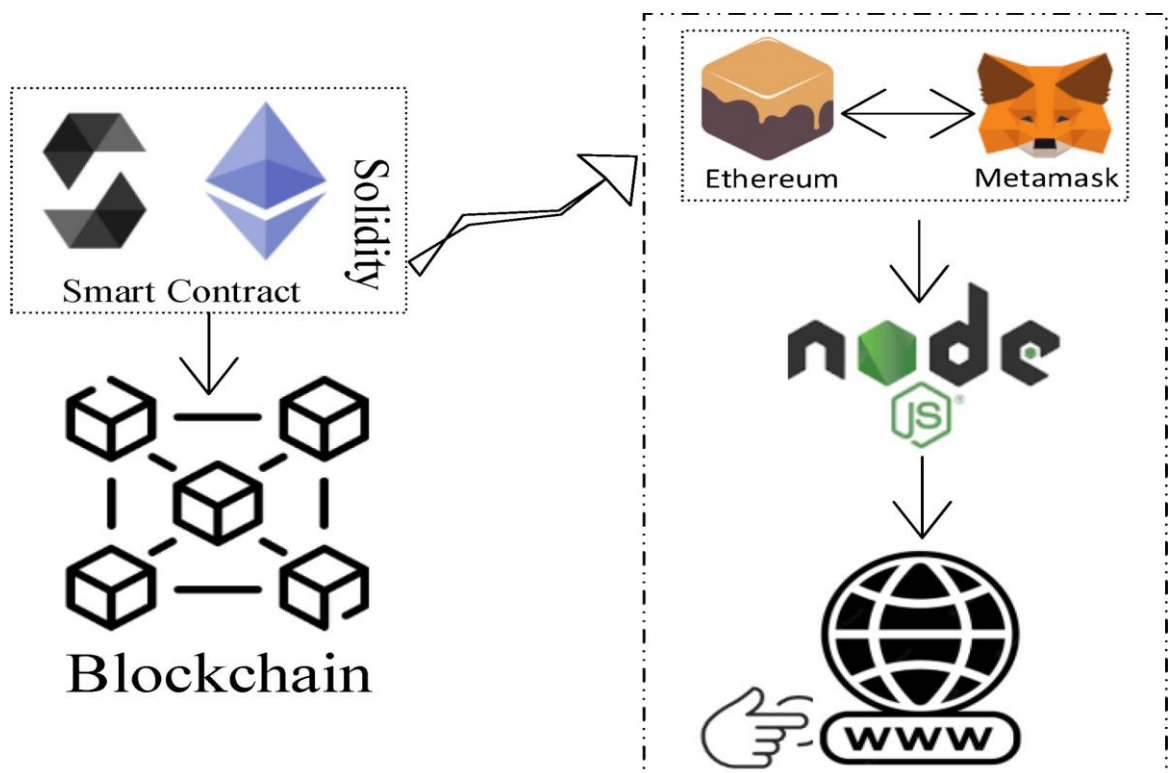 Smart Contract
Solidity
Blockchain
Ethereum
Metamask
node
JS®
www